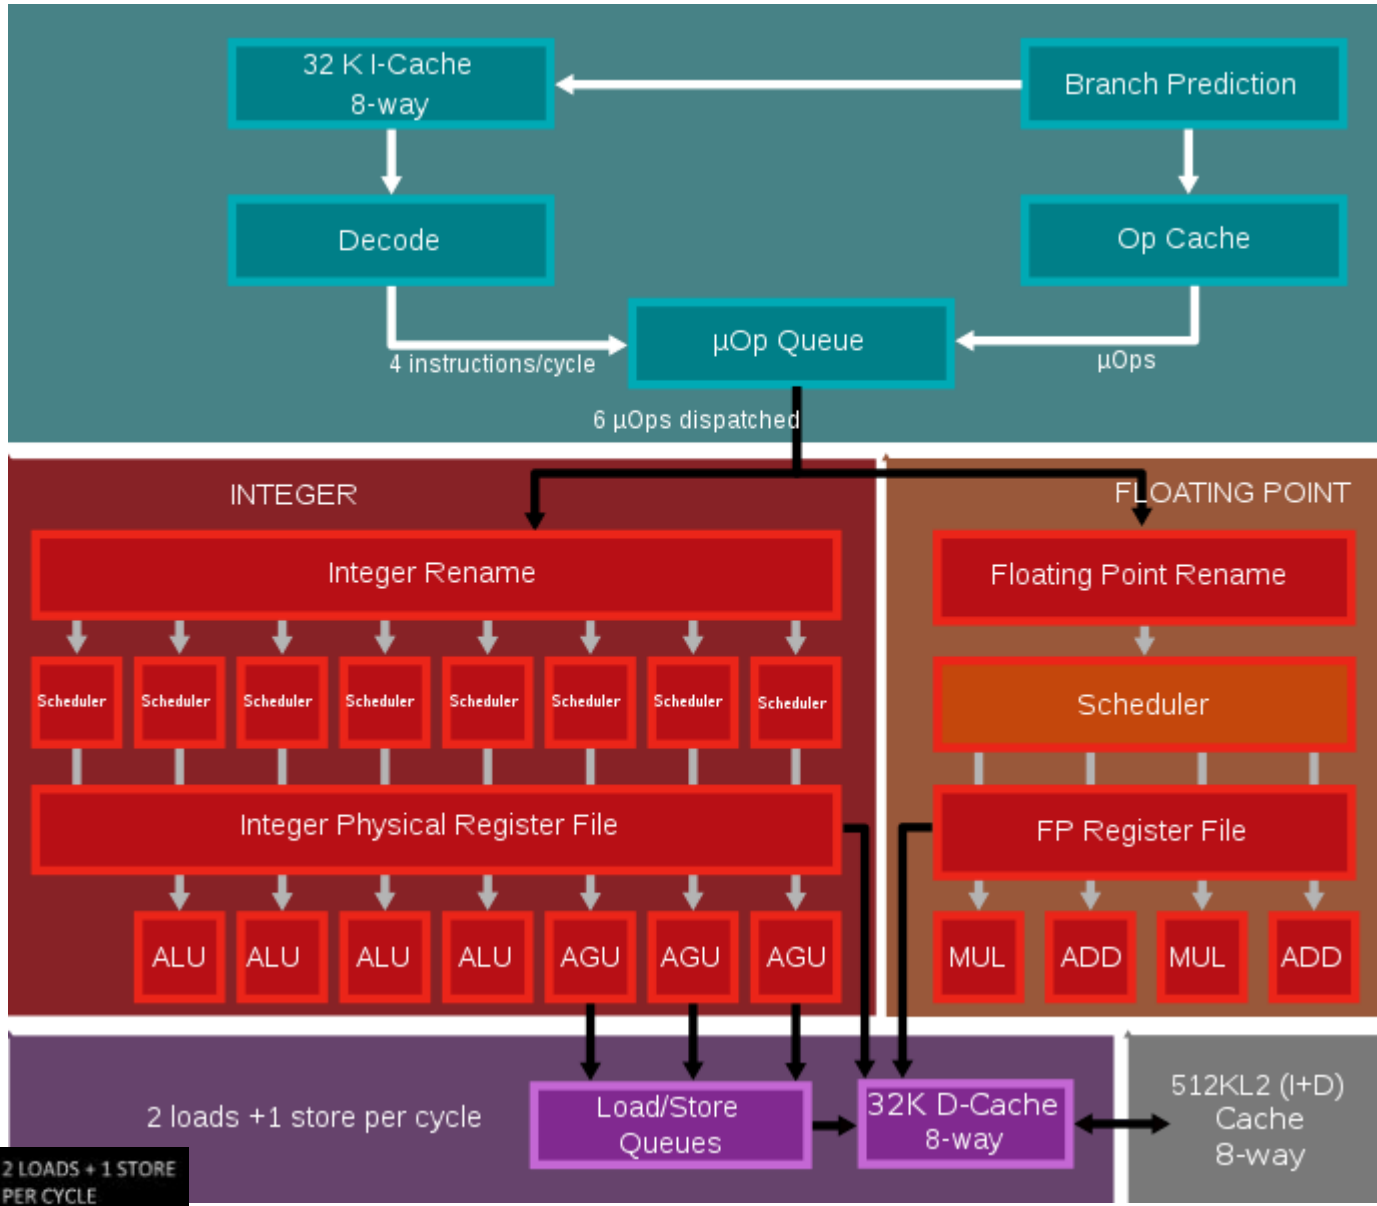 32 K I-Cache
8-way
Branch Prediction
Decode
Op Cache
µOp Queue
4 instructions/cycle
µOps
6 µOps dispatched
INTEGER
FLOATING POINT
Integer Rename
Floating Point Rename
Scheduler
Scheduler
Scheduler
Scheduler
Scheduler
Scheduler
Scheduler
Scheduler
Scheduler
Integer Physical Register File
FP Register File
ALU
ALU
ALU
ALU
AGU
AGU
AGU
MUL
ADD
MUL
ADD
2 loads +1 store per cycle
Load/Store
Queues
32K D-Cache
8-way
512KL2 (I+D)
Cache
8-way
2 LOADS + 1 STORE
PER CYCLE